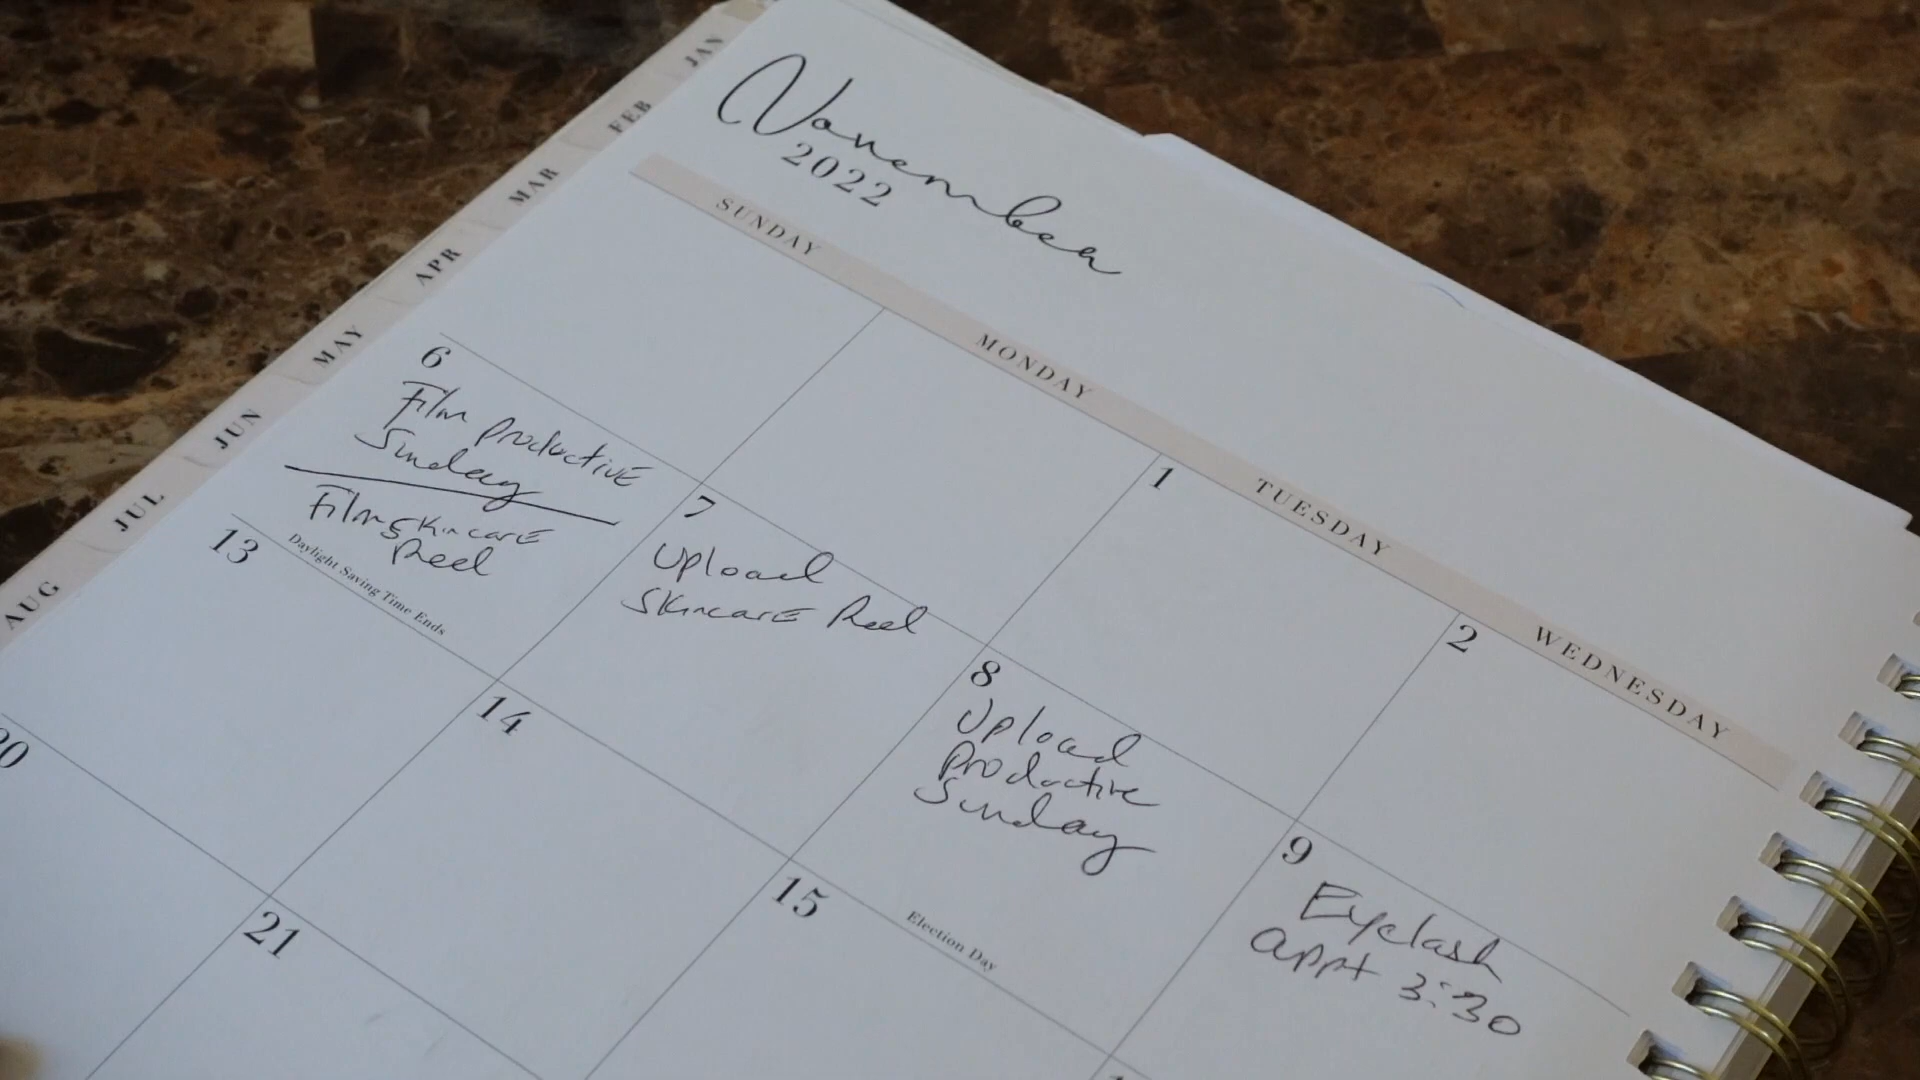 November
2022
SUNDAY
MONDAY
TUESDAY
WEDNESDAY
JAN
FEB
MAR
APR
MAY
JUN
JUL
AUG
1
2
6
Film productive
Sunday
Film skincare
Reel
Daylight Saving Time Ends
7
Upload
Skincare Reel
8
Upload
Productive
Sunday
Election Day
9
Eyelash
appt 3:30
13
14
15
20
21